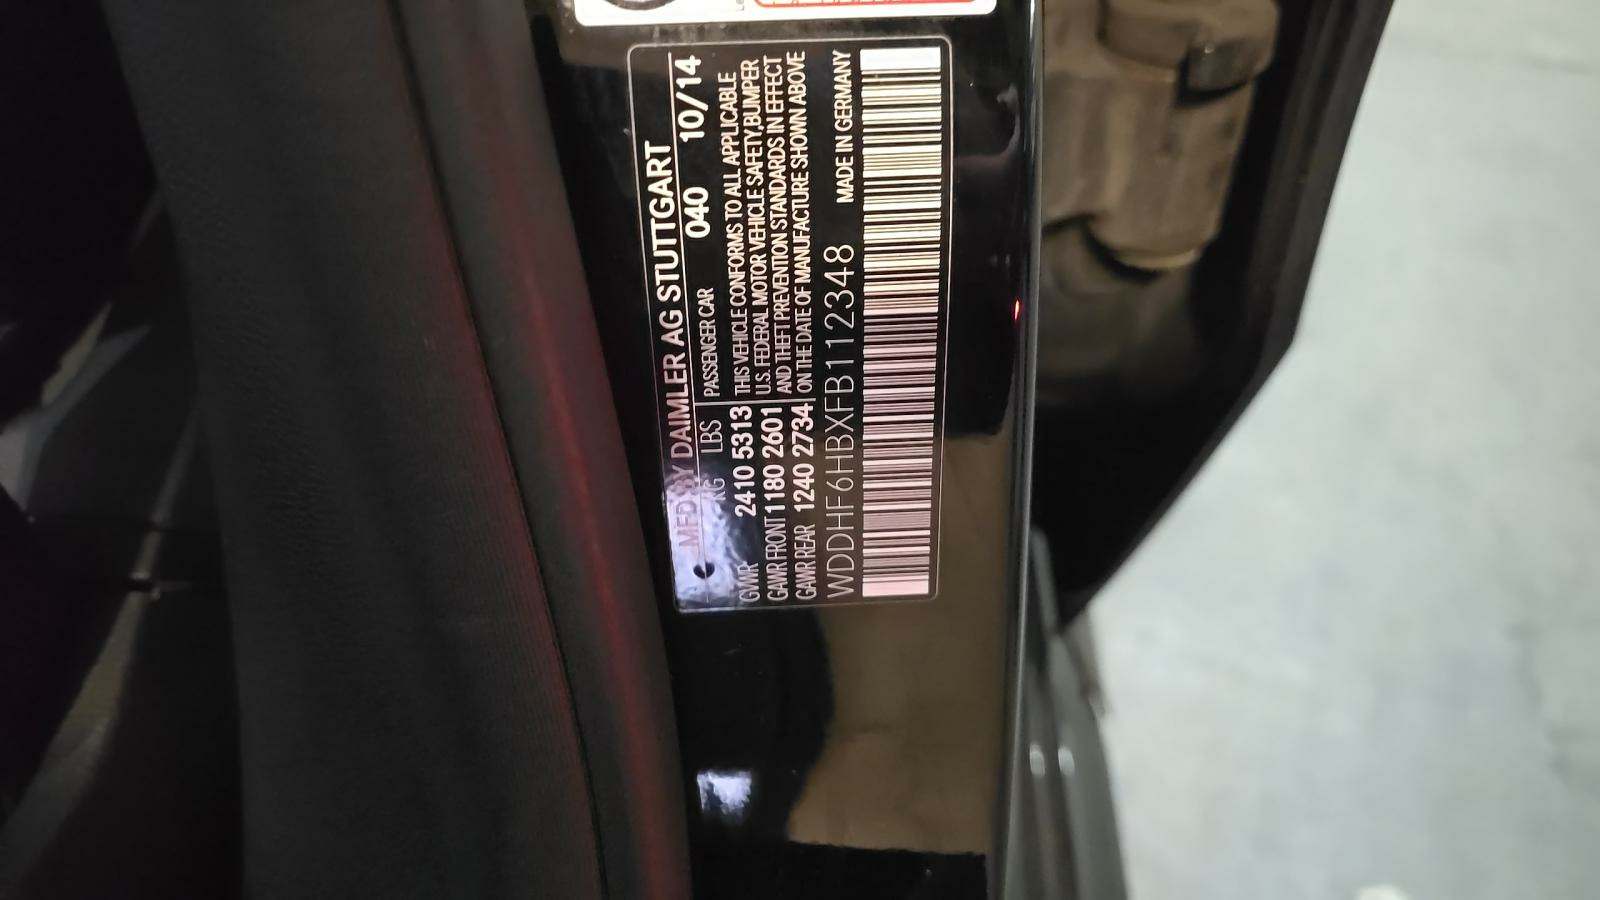 MFD BY DAIMLER AG STUTTGART
KG LBS PASSENGER CAR 040 10/14
GVWR 2410 5313 THIS VEHICLE CONFORMS TO ALL APPLICABLE
GAWR FRONT 1180 2601 U.S. FEDERAL MOTOR VEHICLE SAFETY,BUMPER
AND THEFT PREVENTION STANDARDS IN EFFECT
GAWR REAR 1240 2734 ON THE DATE OF MANUFACTURE SHOWN ABOVE
WDDHF6HBXFB112348 MADE IN GERMANY